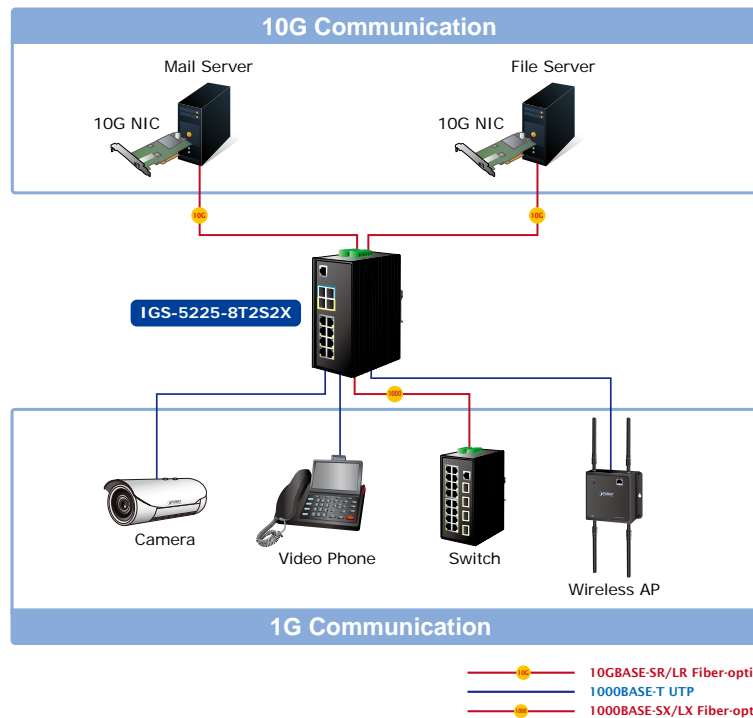 10G Communication
Mail Server
File Server
10G NIC
10G NIC
10G
10G
IGS-5225-8T2S2X
1000
Camera
Video Phone
Switch
Wireless AP
1G Communication
10G
10GBASE-SR/LR Fiber-opti
1000BASE-T UTP
1000BASE-SX/LX Fiber-opt